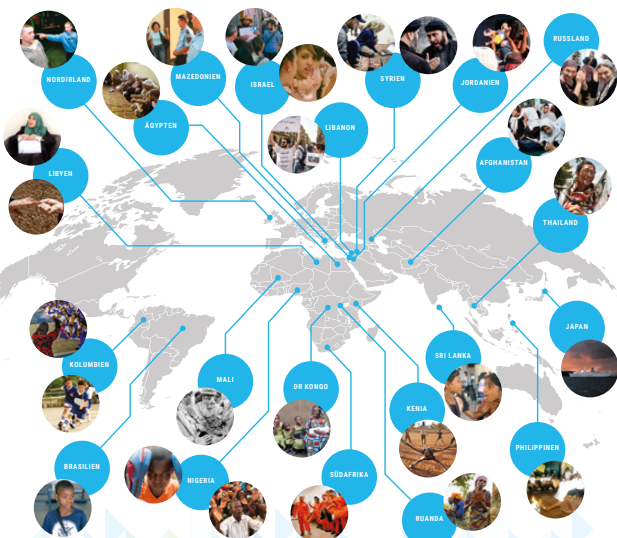 RUSSLAND
NORDIRLAND
MAZEDONIEN
ISRAEL
SYRIEN
JORDANIEN
ÄGYPTEN
LIBANON
AFGHANISTAN
LIBYEN
THAILAND
JAPAN
KOLUMBIEN
SRI LANKA
MALI
DR KONGO
KENIA
PHILIPPINEN
BRASILIEN
NIGERIA
SÜDAFRIKA
RUANDA